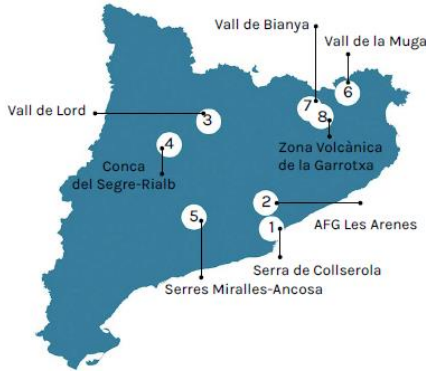 Vall de Bianya
Vall de la Muga
6
7
8
Vall de Lord
3
4
Zona Volcànica
de la Garrotxa
Conca
del Segre-Rialb
2
5
AFG Les Arenes
1
Serra de Collserola
Serres Miralles-Ancosa